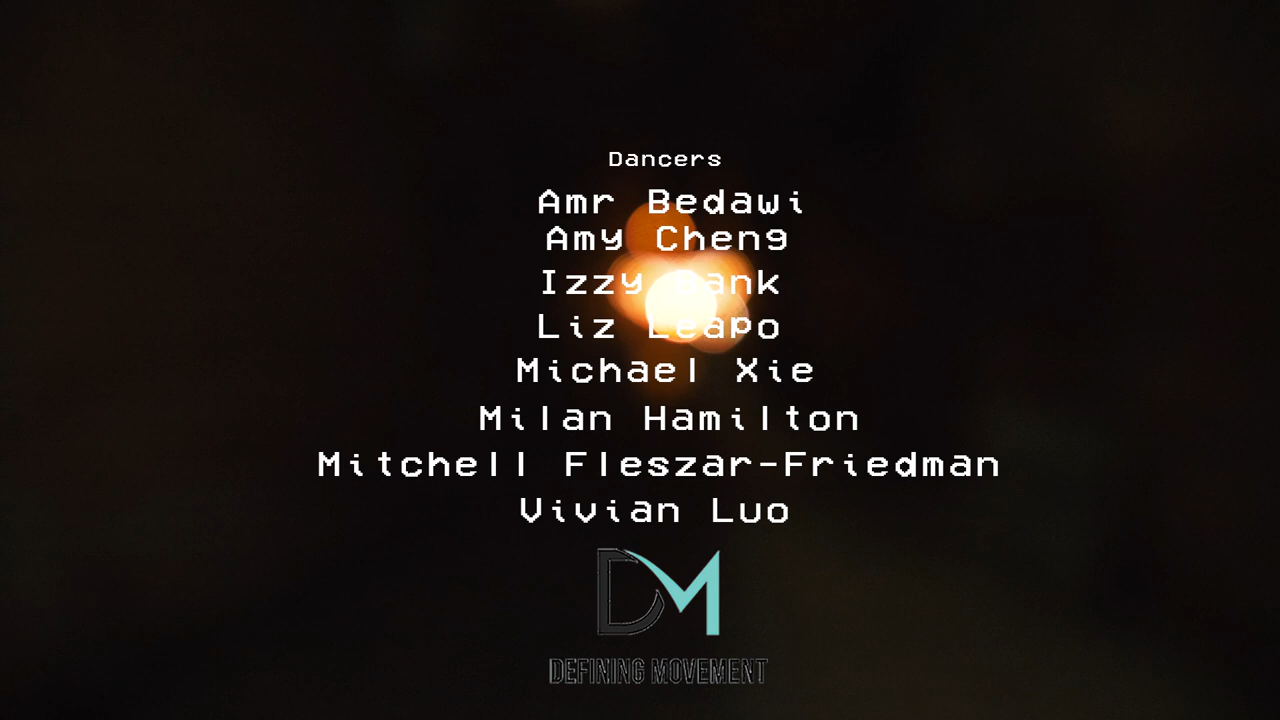 Dancers
Amr Bedawi
Amy Cheng
Izzy
Liz Leapo
Michael Xie
Milan Hamilton
Mitchell Fleszar-Friedman
Vivian Luo
DM
DEFINING MOVEMENT